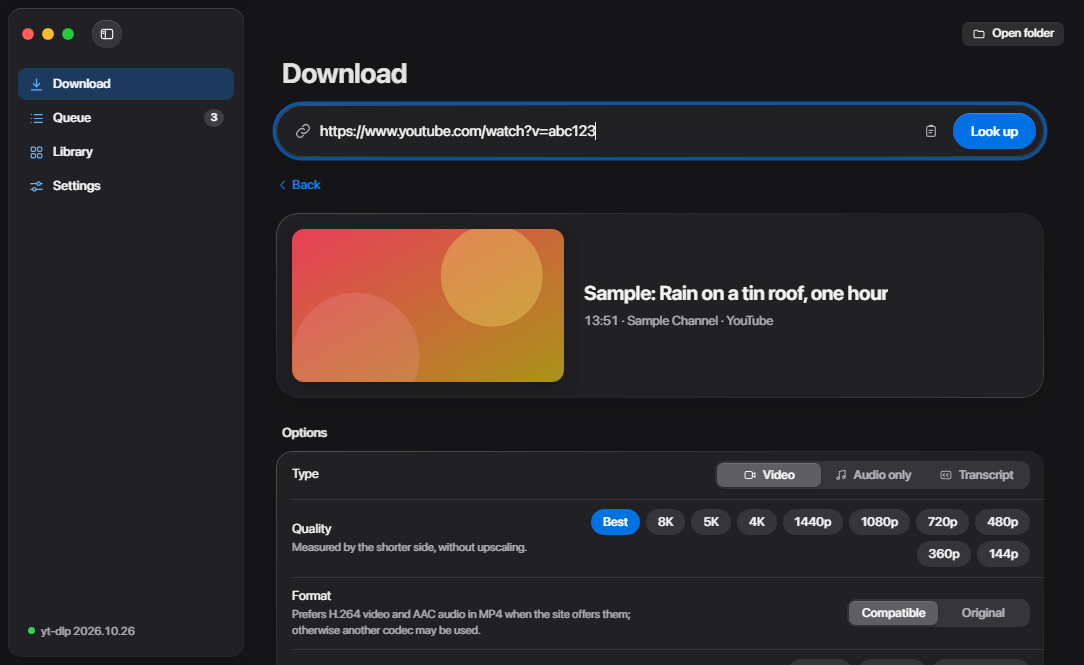 Open folder
Download
Queue
3
Library
Settings
yt-dlp 2026.10.26
Download
https://www.youtube.com/watch?v=abc123
Look up
Back
Sample: Rain on a tin roof, one hour
13:51 · Sample Channel · YouTube
Options
Type
Video
Audio only
Transcript
Quality
Measured by the shorter side, without upscaling.
Best
8K
5K
4K
1440p
1080p
720p
480p
360p
144p
Format
Prefers H.264 video and AAC audio in MP4 when the site offers them;
otherwise another codec may be used.
Compatible
Original